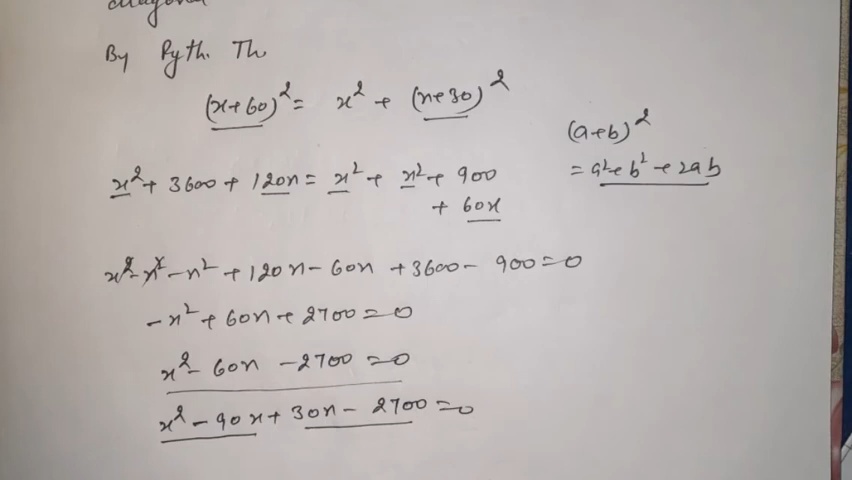 diagonal
By Pyth. Th
(x+60)² = x² + (x+30)²
(a+b)²
= a²+b²+2ab
x² + 3600 + 120x = x² + x² + 900
+ 60x
x² - x² - x² + 120x - 60x + 3600 - 900 = 0
-x² + 60x + 2700 = 0
x² - 60x - 2700 = 0
x² - 90x + 30x - 2700 = 0